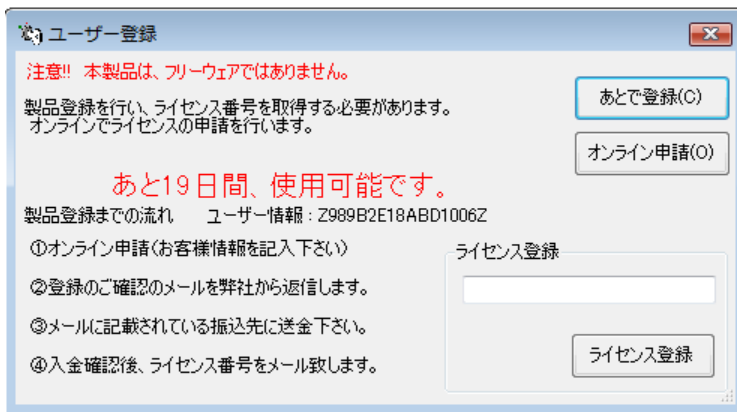 ユーザー登録
注意!! 本製品は、フリーウェアではありません。
製品登録を行い、ライセンス番号を取得する必要があります。
オンラインでライセンスの申請を行います。
あとで登録(C)
オンライン申請(O)
あと19日間、使用可能です。
製品登録までの流れ ユーザー情報:Z989B2E18ABD1006Z
①オンライン申請(お客様情報を記入下さい)
②登録のご確認のメールを弊社から返信します。
③メールに記載されている振込先に送金下さい。
④入金確認後、ライセンス番号をメール致します。
ライセンス登録
ライセンス登録